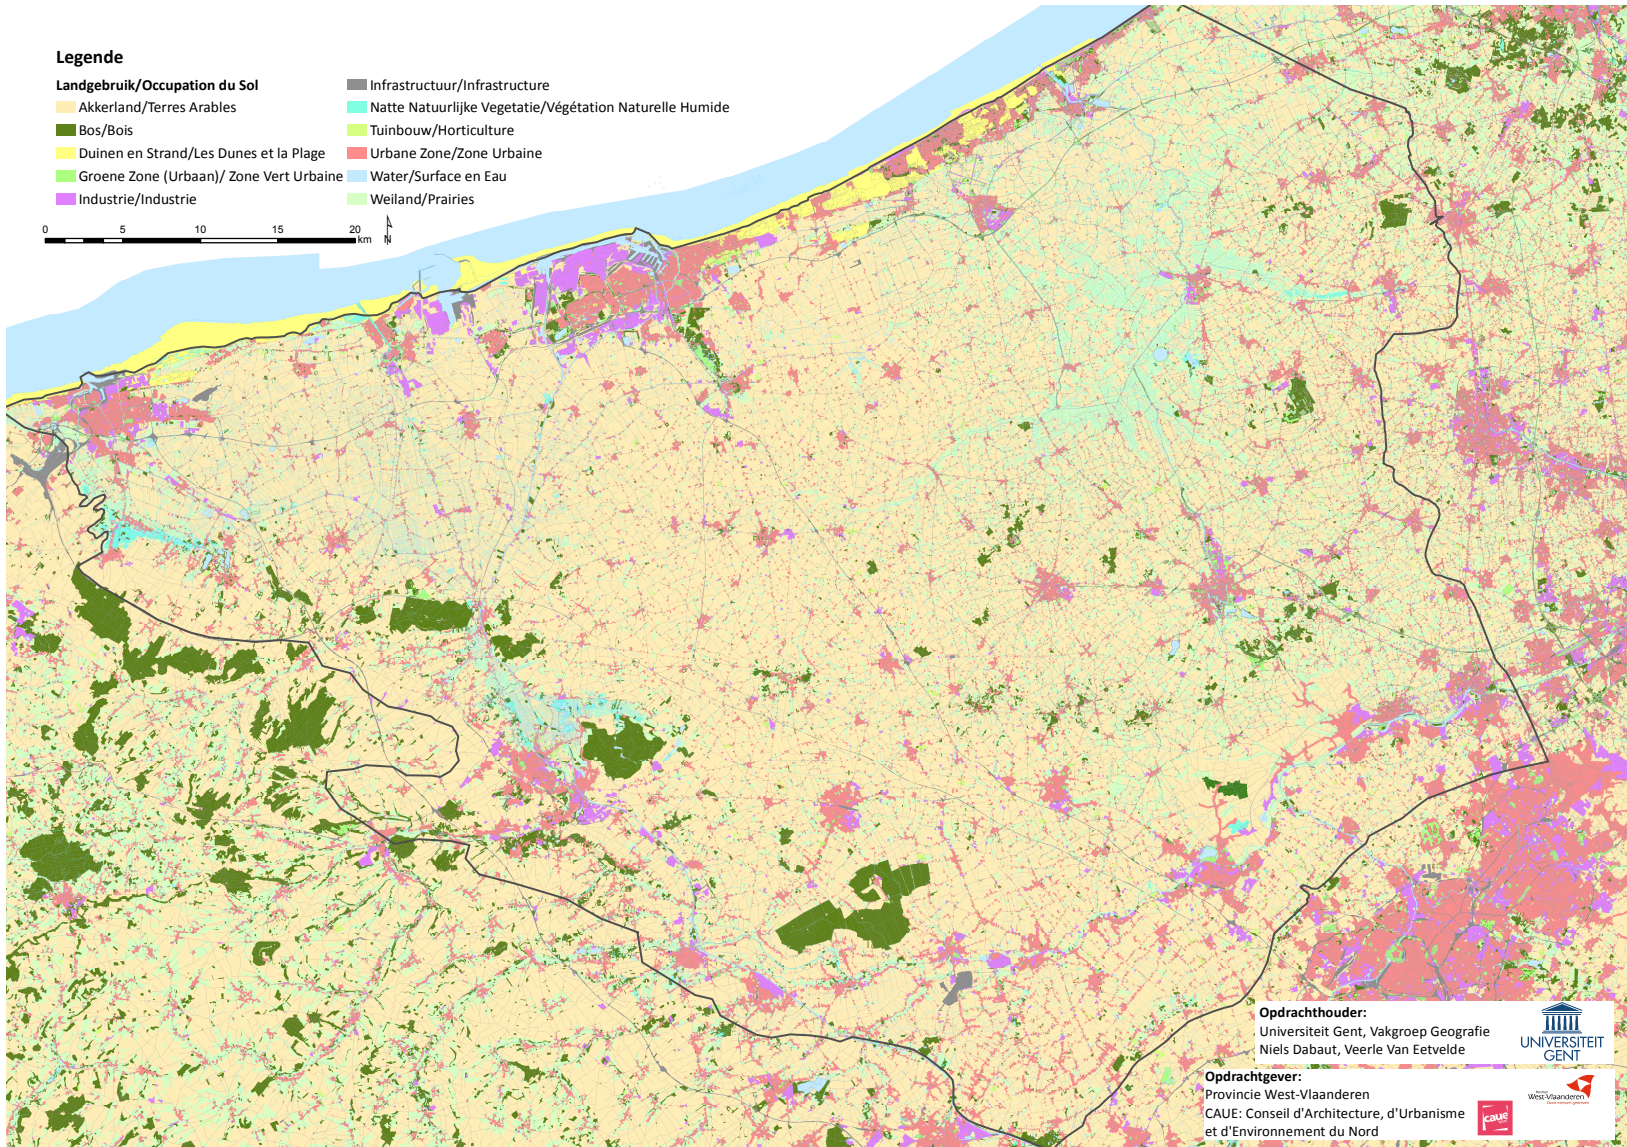 Legende
Landgebruik/Occupation du Sol
Akkerland/Terres Arables
Bos/Bois
Duinen en Strand/Les Dunes et la Plage
Groene Zone (Urbaan)/ Zone Vert Urbaine
Industrie/Industrie
Infrastructuur/Infrastructure
Natte Natuurlijke Vegetatie/Végétation Naturelle Humide
Tuinbouw/Horticulture
Urbane Zone/Zone Urbaine
Water/Surface en Eau
Weiland/Prairies
0 5 10 15 20
km
N
Opdrachthouder:
Universiteit Gent, Vakgroep Geografie
Niels Dabaut, Veerle Van Eetvelde
UNIVERSITEIT
GENT
Opdrachtgever:
Provincie West-Vlaanderen
CAUE: Conseil d'Architecture, d'Urbanisme
et d'Environnement du Nord
caue
West-Vlaanderen